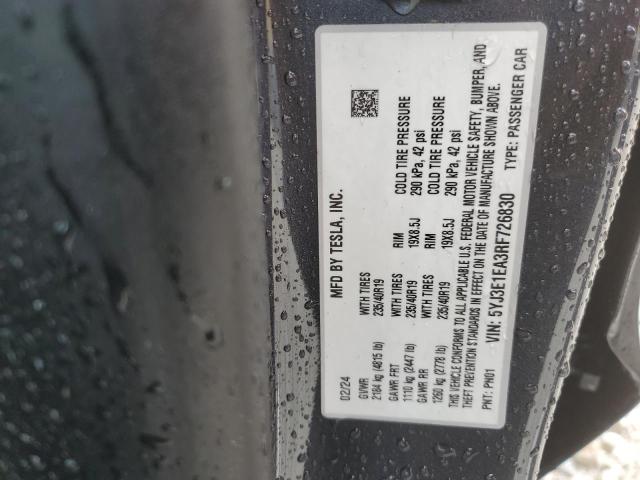 MFD BY TESLA, INC.
02/24
GVWR WITH TIRES RIM COLD TIRE PRESSURE
2184 kg (4815 lb) 235/40R19 19X8.5J 290 kPa, 42 psi
GAWR FRT WITH TIRES RIM COLD TIRE PRESSURE
1110 kg (2447 lb) 235/40R19 19X8.5J 290 kPa, 42 psi
GAWR RR
1260 kg (2778 lb) 235/40R19
THIS VEHICLE CONFORMS TO ALL APPLICABLE U.S. FEDERAL MOTOR VEHICLE SAFETY, BUMPER, AND
THEFT PREVENTION STANDARDS IN EFFECT ON THE DATE OF MANUFACTURE SHOWN ABOVE.
VIN: 5YJ3E1EA3RF726830 TYPE: PASSENGER CAR
PNT: PN01